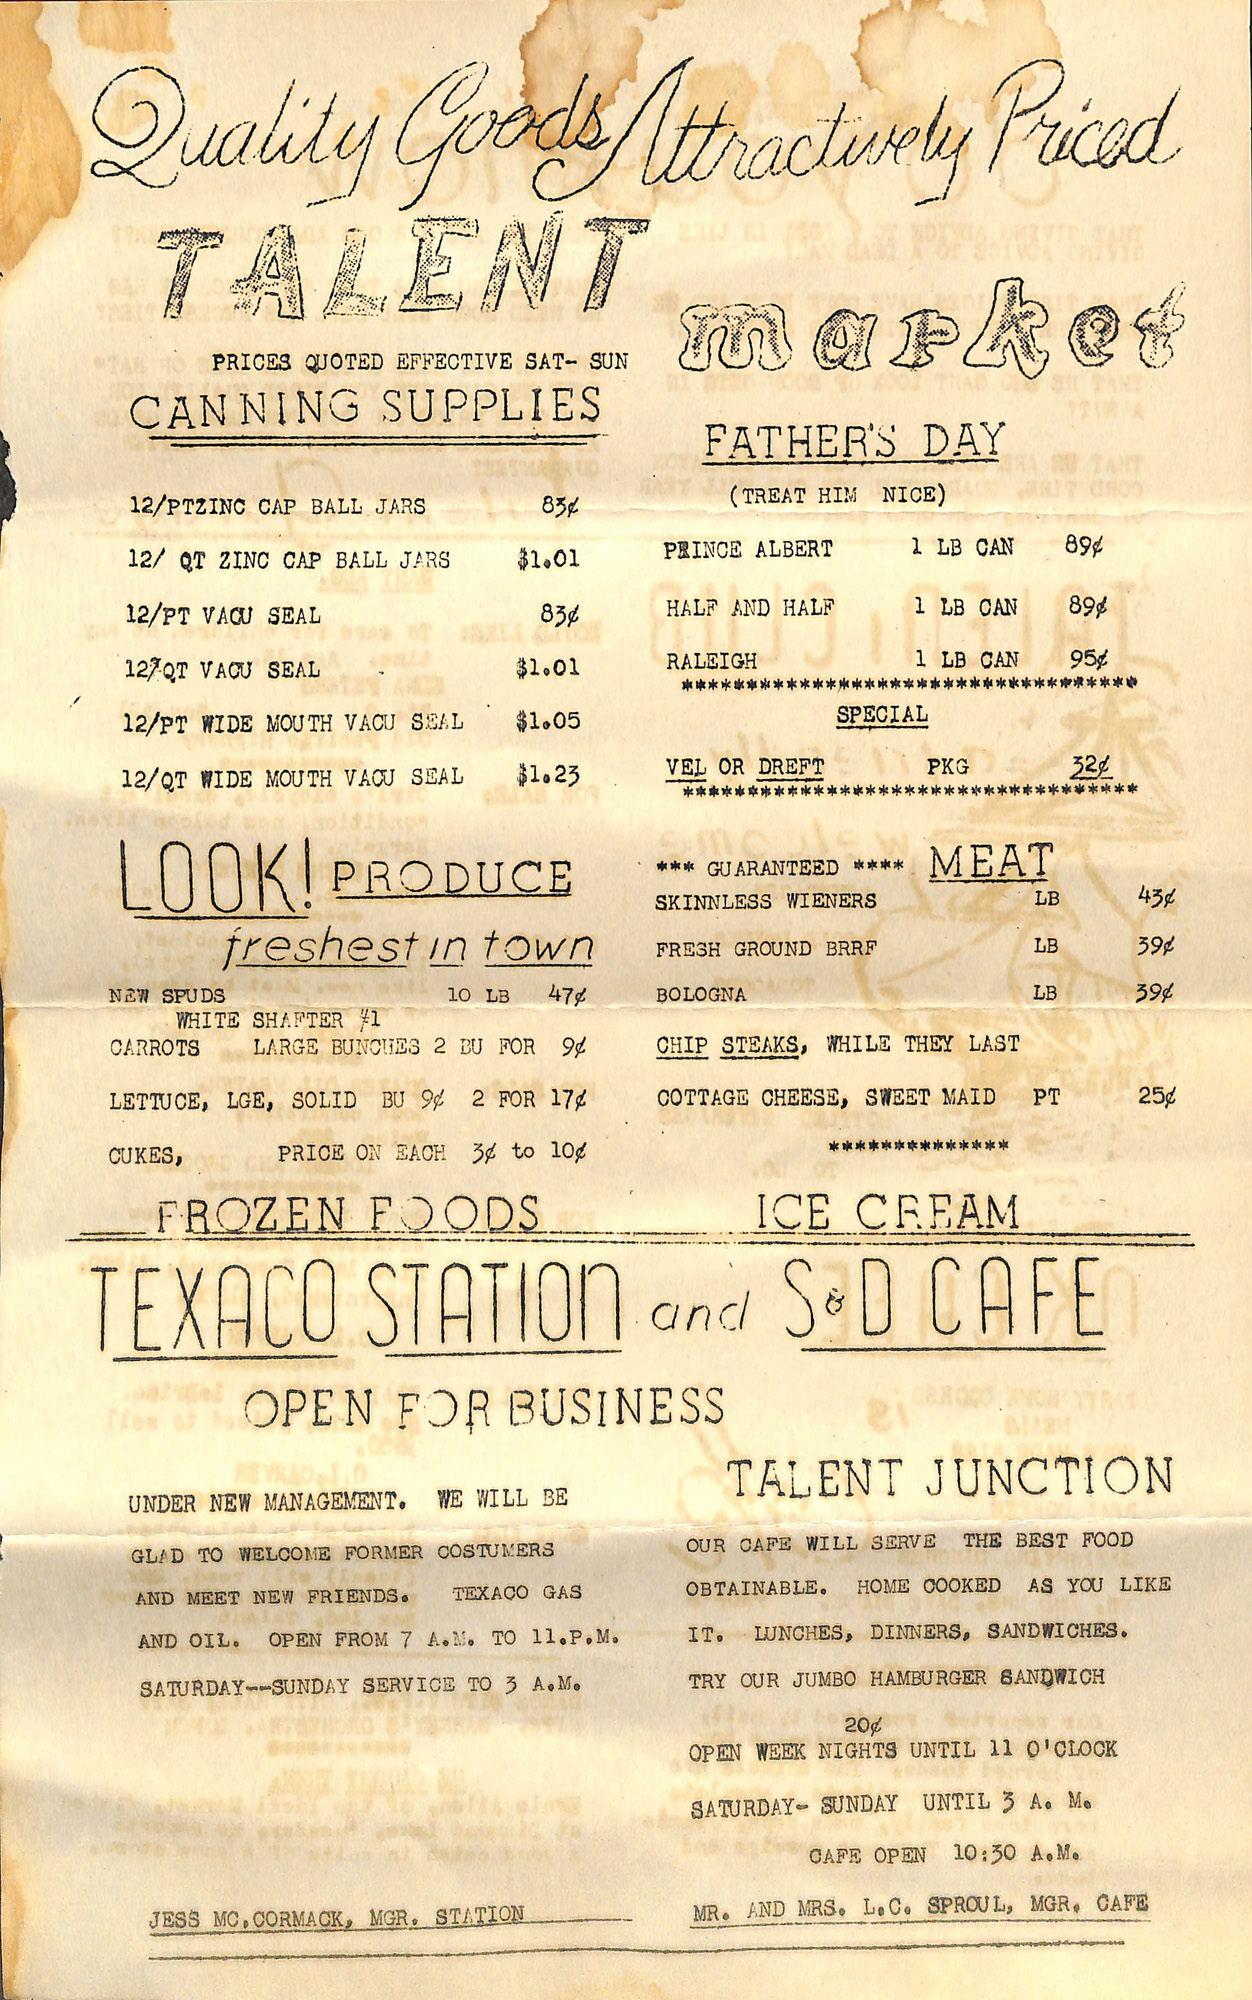 Quality Goods Attractively Priced
TALENT
market
PRICES QUOTED EFFECTIVE SAT- SUN
CANNING SUPPLIES
12/PTZINC CAP BALL JARS 83¢
12/ QT ZINC CAP BALL JARS $1.01
12/PT VACU SEAL 83¢
12/QT VACU SEAL $1.01
12/PT WIDE MOUTH VACU SEAL $1.05
12/QT WIDE MOUTH VACU SEAL $1.23
FATHER'S DAY
(TREAT HIM NICE)
PRINCE ALBERT 1 LB CAN 89¢
HALF AND HALF 1 LB CAN 89¢
RALEIGH 1 LB CAN 95¢
***********************************
SPECIAL
VEL OR DREFT PKG 32¢
***********************************
LOOK! PRODUCE
freshest in town
NEW SPUDS 10 LB 47¢
WHITE SHAFTER #1
CARROTS LARGE BUNCHES 2 BU FOR 9¢
LETTUCE, LGE, SOLID BU 9¢ 2 FOR 17¢
CUKES, PRICE ON EACH 3¢ to 10¢
*** GUARANTEED **** MEAT
SKINNLESS WIENERS LB 43¢
FRESH GROUND BRRF LB 39¢
BOLOGNA LB 39¢
CHIP STEAKS, WHILE THEY LAST
COTTAGE CHEESE, SWEET MAID PT 25¢
**************
FROZEN FOODS ICE CREAM
TEXACO STATION and S&D CAFE
OPEN FOR BUSINESS
UNDER NEW MANAGEMENT. WE WILL BE
GLAD TO WELCOME FORMER COSTUMERS
AND MEET NEW FRIENDS. TEXACO GAS
AND OIL. OPEN FROM 7 A.M. TO 11.P.M.
SATURDAY--SUNDAY SERVICE TO 3 A.M.
JESS MC.CORMACK, MGR. STATION
TALENT JUNCTION
OUR CAFE WILL SERVE THE BEST FOOD
OBTAINABLE. HOME COOKED AS YOU LIKE
IT. LUNCHES, DINNERS, SANDWICHES.
TRY OUR JUMBO HAMBURGER SANDWICH
20¢
OPEN WEEK NIGHTS UNTIL 11 O'CLOCK
SATURDAY- SUNDAY UNTIL 3 A. M.
CAFE OPEN 10:30 A.M.
MR. AND MRS. L.C. SPROUL, MGR. CAFE